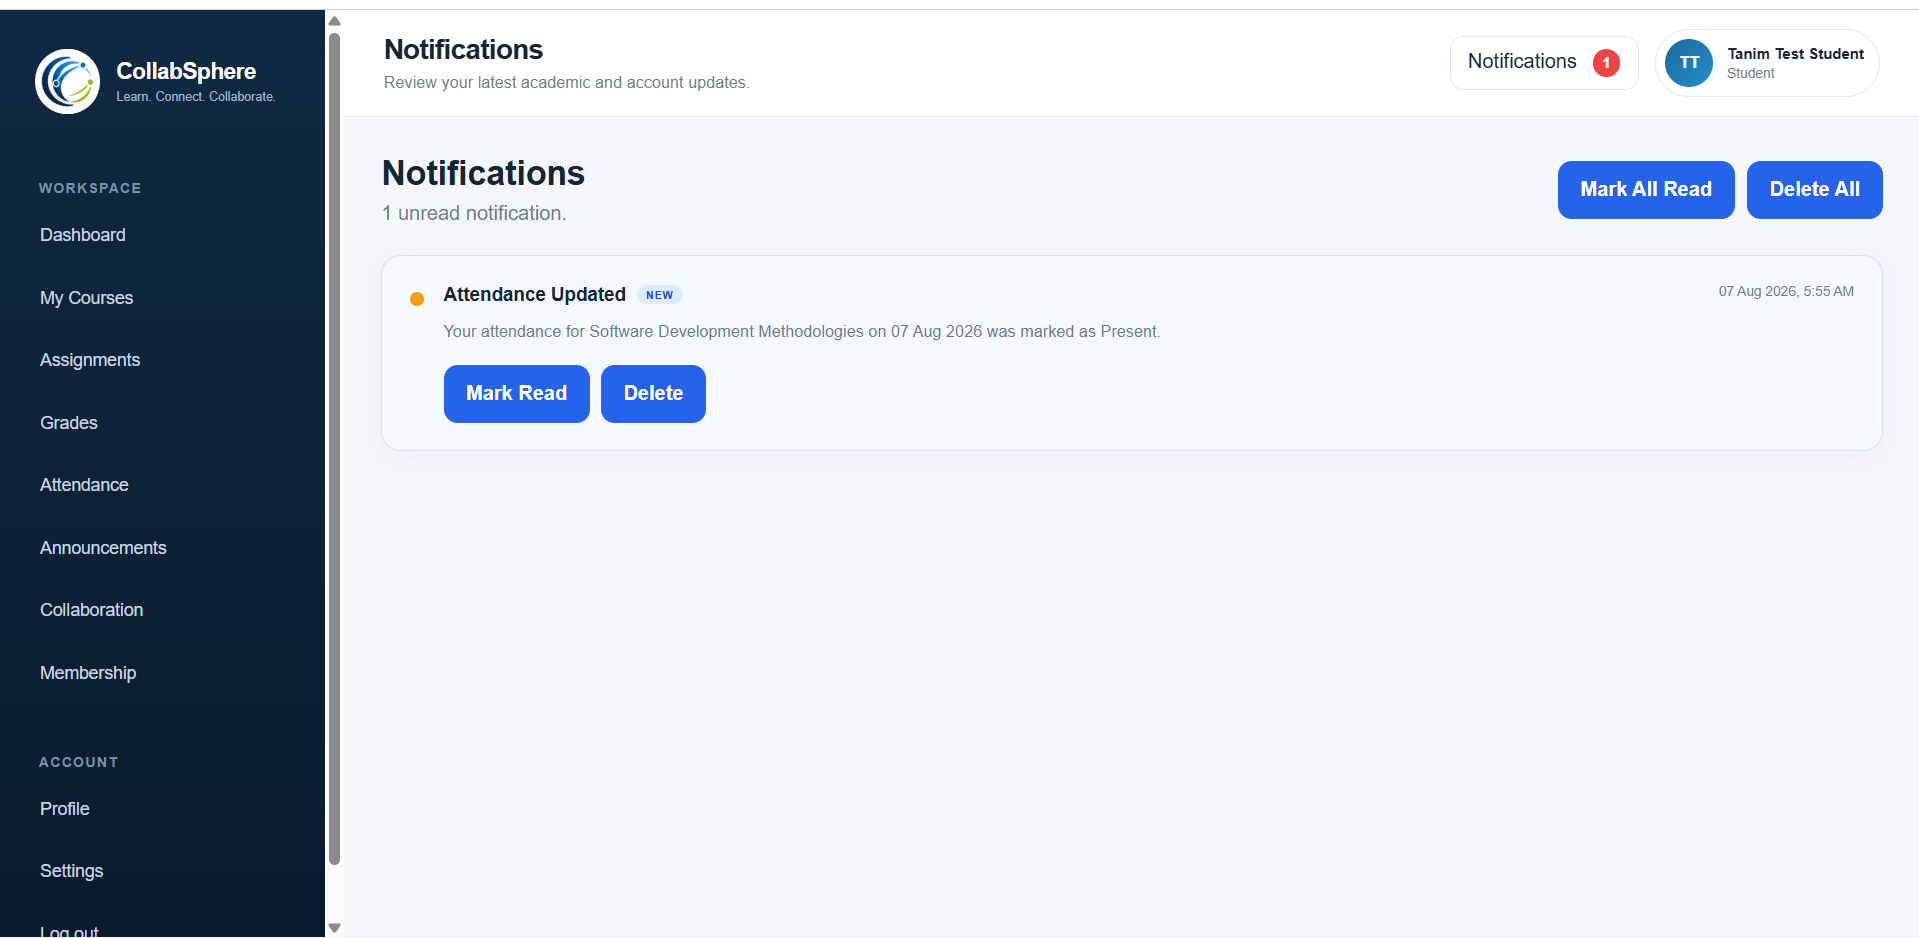 CollabSphere
Learn. Connect. Collaborate.
WORKSPACE
Dashboard
My Courses
Assignments
Grades
Attendance
Announcements
Collaboration
Membership
ACCOUNT
Profile
Settings
Log out
Notifications
Review your latest academic and account updates.
Notifications 1
TT
Tanim Test Student
Student
Notifications
1 unread notification.
Mark All Read
Delete All
Attendance Updated NEW
07 Aug 2026, 5:55 AM
Your attendance for Software Development Methodologies on 07 Aug 2026 was marked as Present.
Mark Read
Delete